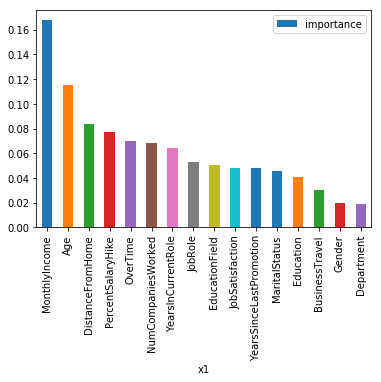 importance
0.16
0.14
0.12
0.10
0.08
0.06
0.04
0.02
0.00
MonthlyIncome
Age
DistanceFromHome
PercentSalaryHike
OverTime
NumCompaniesWorked
YearsInCurrentRole
JobRole
EducationField
JobSatisfaction
YearsSinceLastPromotion
MaritalStatus
Education
BusinessTravel
Gender
Department
x1